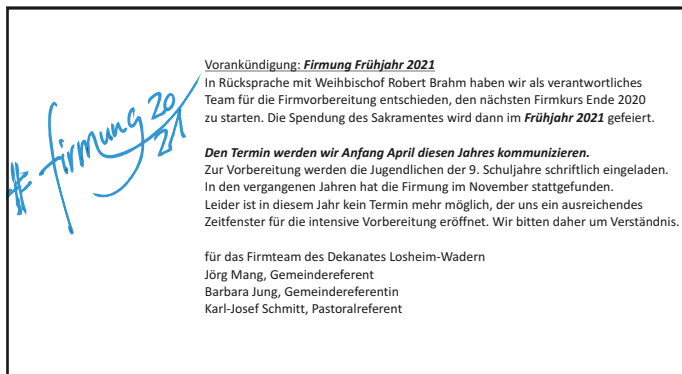 #firmung 2021
Vorankündigung: Firmung Frühjahr 2021
In Rücksprache mit Weihbischof Robert Brahm haben wir als verantwortliches
Team für die Firmvorbereitung entschieden, den nächsten Firmkurs Ende 2020
zu starten. Die Spendung des Sakramentes wird dann im Frühjahr 2021 gefeiert.
Den Termin werden wir Anfang April diesen Jahres kommunizieren.
Zur Vorbereitung werden die Jugendlichen der 9. Schuljahre schriftlich eingeladen.
In den vergangenen Jahren hat die Firmung im November stattgefunden.
Leider ist in diesem Jahr kein Termin mehr möglich, der uns ein ausreichendes
Zeitfenster für die intensive Vorbereitung eröffnet. Wir bitten daher um Verständnis.
für das Firmteam des Dekanates Losheim-Wadern
Jörg Mang, Gemeindereferent
Barbara Jung, Gemeindereferentin
Karl-Josef Schmitt, Pastoralreferent